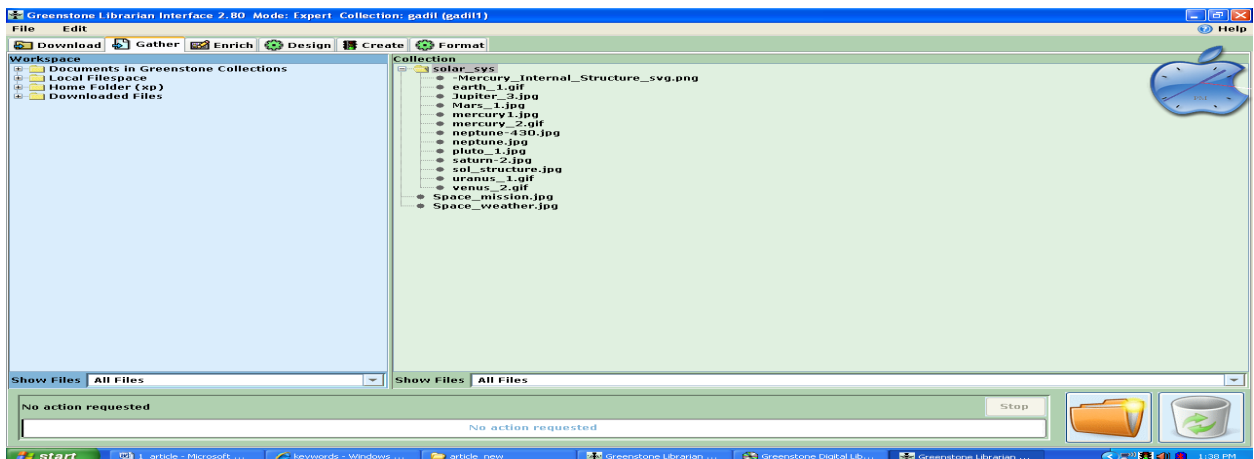 Greenstone Librarian Interface 2.80 Mode: Expert Collection: gadil (gadil1)
File Edit
Help
Download Gather Enrich Design Create Format
Workspace
Documents in Greenstone Collections
Local Filespace
Home Folder (xp)
Downloaded Files
Show Files All Files
Collection
solar_sys
-Mercury_Internal_Structure_svg.png
earth_1.gif
Jupiter_3.jpg
Mars_1.jpg
mercury1.jpg
mercury_2.gif
neptune-430.jpg
neptune.jpg
pluto_1.jpg
saturn-2.jpg
sol_structure.jpg
uranus_1.gif
venus_2.gif
Space_mission.jpg
Space_weather.jpg
Show Files All Files
No action requested
Stop
No action requested
start 1_article - Microsoft ... keywords - Windows ... article_new Greenstone Librarian ... Greenstone Digital Lib... Greenstone Librarian ... 1:38 PM